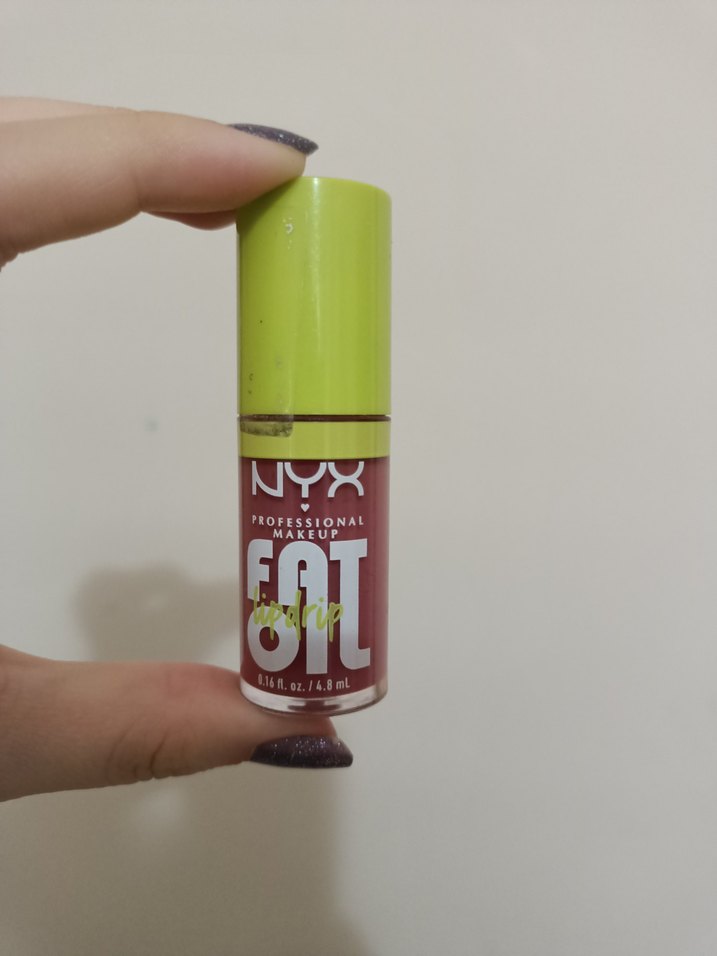 NYX
PROFESSIONAL
MAKEUP
FAT
lipdrip
OIL
0.16 fl. oz. / 4.8 mL